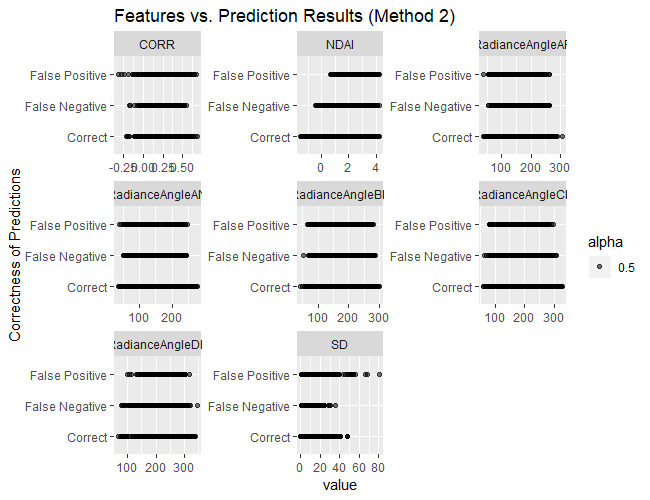 Features vs. Prediction Results (Method 2)
CORR
NDAI
RadianceAngleAF
False Positive
False Positive
False Positive
False Negative
False Negative
False Negative
Correct
Correct
Correct
-0.25 0.00 0.25 0.50
0 2 4
100 200 300
RadianceAngleAN
RadianceAngleBF
RadianceAngleCF
False Positive
False Positive
False Positive
False Negative
False Negative
False Negative
Correct
Correct
Correct
100 200
100 200 300
100 200 300
RadianceAngleDF
SD
False Positive
False Positive
False Negative
False Negative
Correct
Correct
100 200 300
0 20 40 60 80
value
Correctness of Predictions
alpha
0.5